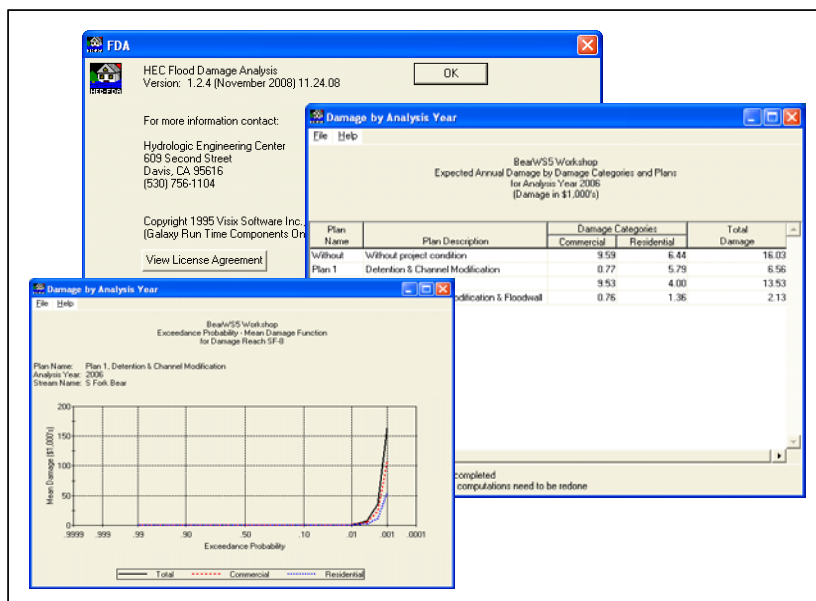 FDA
HEC Flood Damage Analysis
Version: 1.2.4 (November 2008) 11.24.08
OK
For more information contact:
Hydrologic Engineering Center
609 Second Street
Davis, CA 95616
(530) 756-1104
Copyright 1995 Visix Software Inc.,
(Galaxy Run Time Components On
View License Agreement
Damage by Analysis Year
File Help
BearWS5 Workshop
Expected Annual Damage by Damage Categories and Plans
for Analysis Year 2006
(Damage in $1,000's)
Plan Damage Categories Total
Name Plan Description Commercial Residential Damage
Without Without project condition 9.59 6.44 16.03
Plan 1 Detention & Channel Modification 0.77 5.79 6.56
9.53 4.00 13.53
odification & Floodwall 0.76 1.36 2.13
completed
computations need to be redone
Damage by Analysis Year
File Help
BearWS5 Workshop
Exceedance Probability - Mean Damage Function
for Damage Reach SF-8
Plan Name: Plan 1, Detention & Channel Modification
Analysis Year: 2006
Stream Name: S Fork Bear
Mean Damage ($1,000's)
200
150
100
50
0
.9999 .999 .99 .90 .50 .10 .01 .001 .0001
Exceedance Probability
Total Commercial Residential